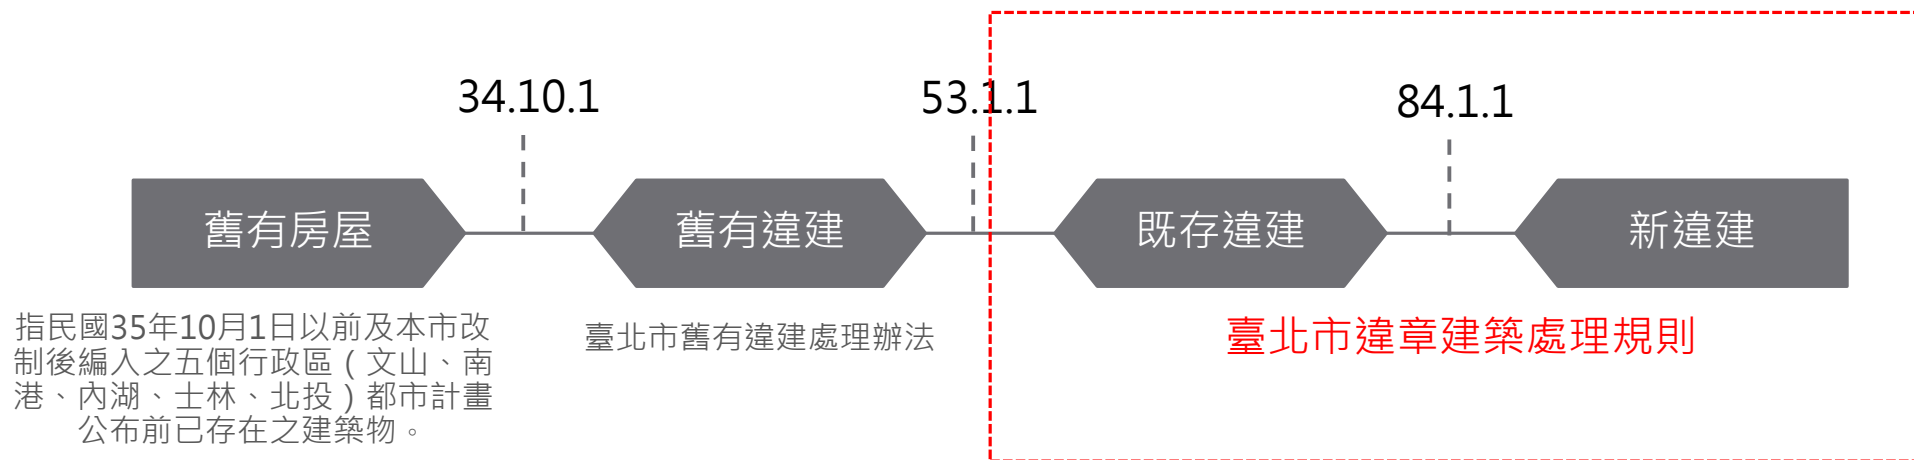 34.10.1
53.1.1
84.1.1
舊有房屋
舊有違建
既存違建
新違建
指民國35年10月1日以前及本市改
制後編入之五個行政區（文山、南
港、內湖、士林、北投）都市計畫
公布前已存在之建築物。
臺北市舊有違建處理辦法
臺北市違章建築處理規則